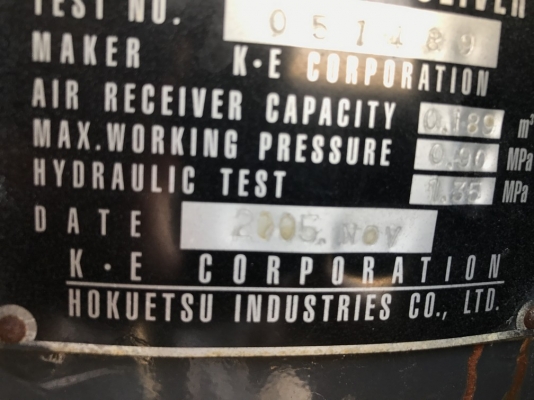 TEST NO. 051489
MAKER K·E CORPORATION
AIR RECEIVER CAPACITY 0.189 m³
MAX.WORKING PRESSURE 0.90 MPa
HYDRAULIC TEST 1.35 MPa
DATE 2005. NOV
K·E CORPORATION
HOKUETSU INDUSTRIES CO., LTD.